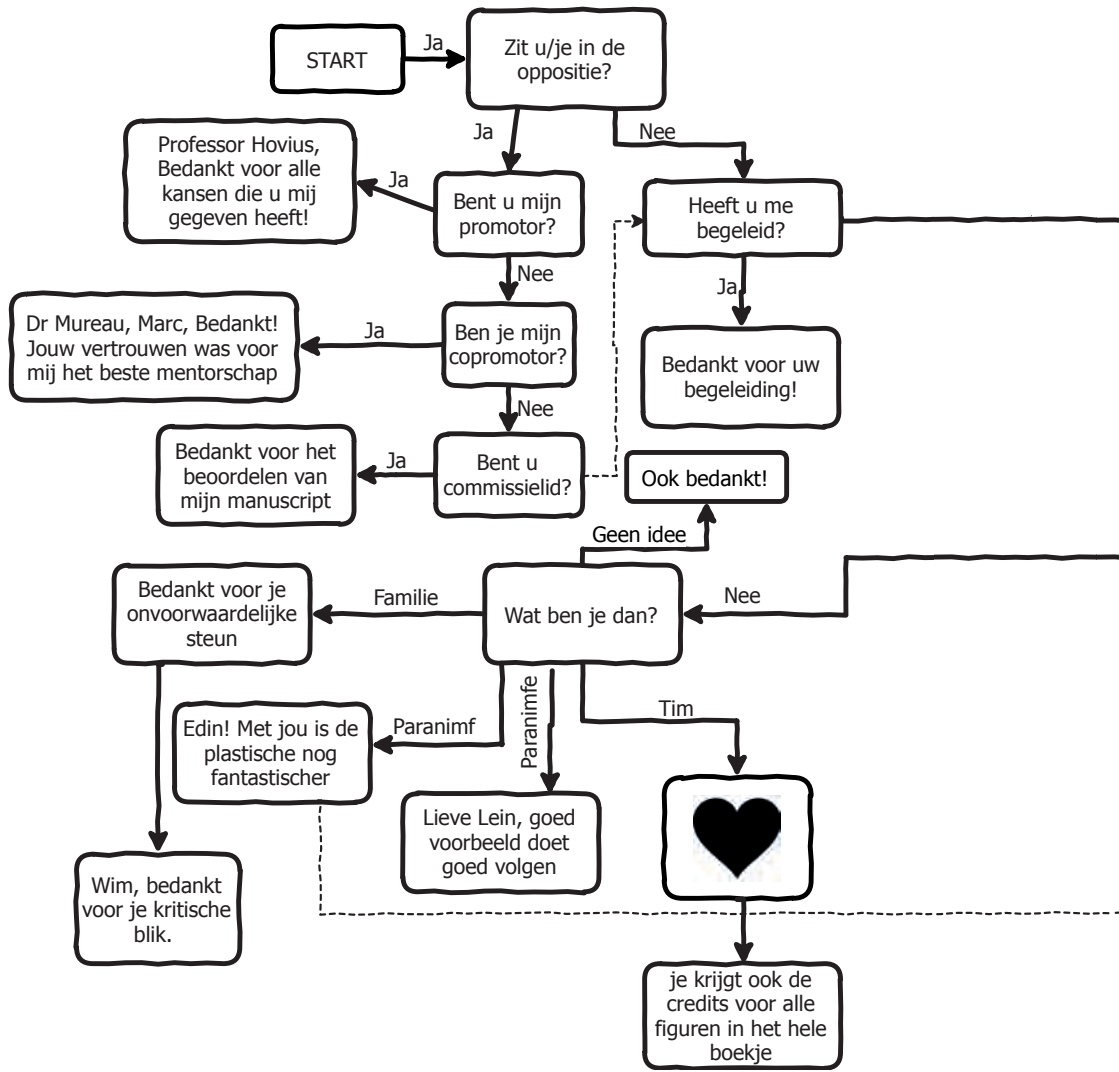 Ja
START
Zit u/je in de
oppositie?
Ja
Nee
Professor Hovius,
Bedankt voor alle
kansen die u mij
gegeven heeft!
Ja
Bent u mijn
promotor?
Heeft u me
begeleid?
Nee
Ja
Dr Mureau, Marc, Bedankt!
Jouw vertrouwen was voor
mij het beste mentorschap
Ja
Ben je mijn
copromotor?
Bedankt voor uw
begeleiding!
Nee
Bedankt voor het
beoordelen van
mijn manuscript
Ja
Bent u
commissielid?
Ook bedankt!
Geen idee
Bedankt voor je
onvoorwaardelijke
steun
Familie
Wat ben je dan?
Nee
Edin! Met jou is de
plastische nog
fantastischer
Paranimf
Paranimfe
Tim
Lieve Lein, goed
voorbeeld doet
goed volgen
Wim, bedankt
voor je kritische
blik.
je krijgt ook de
credits voor alle
figuren in het hele
boekje